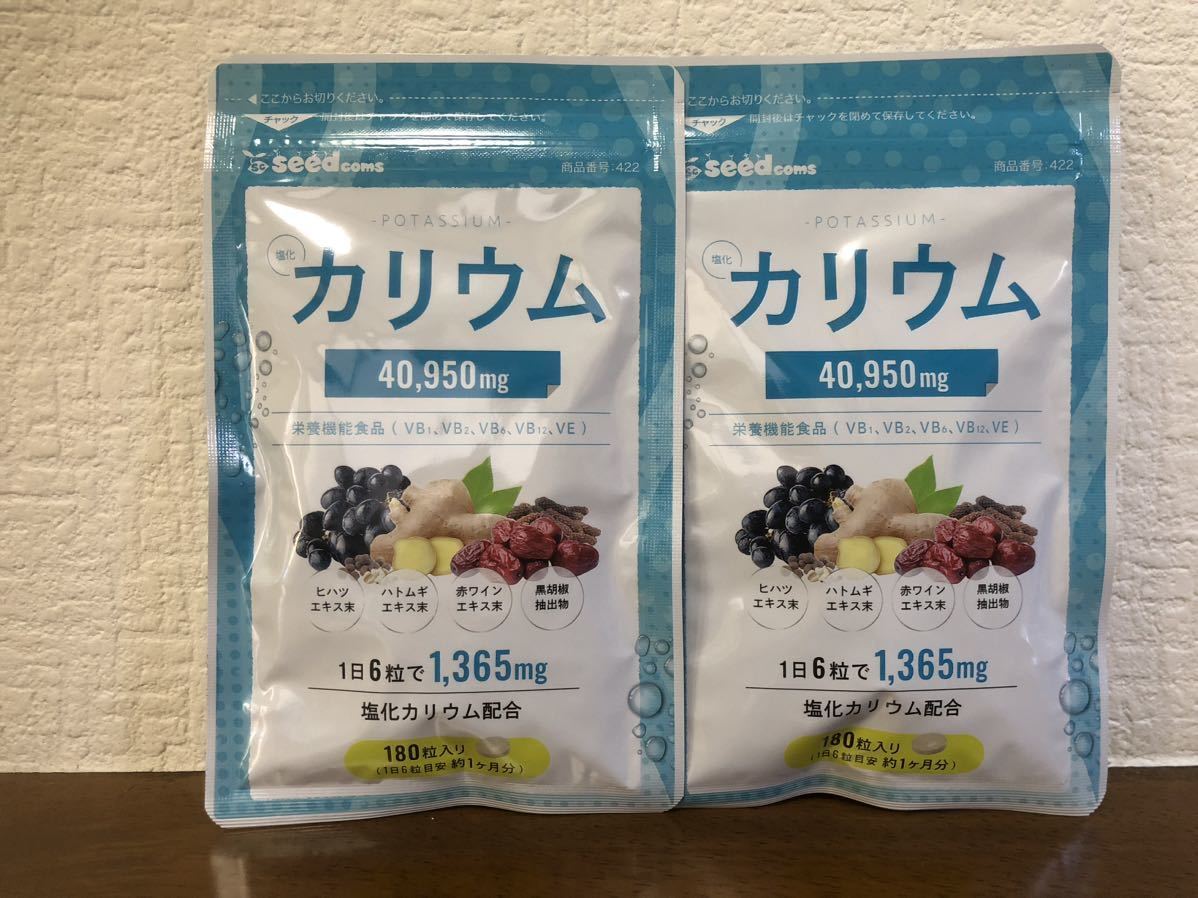 ここからお切りください。
チャック
開封後はチャックを閉めて保存してください。
seedcoms
商品番号:422
-POTASSIUM-
塩化
カリウム
40,950mg
栄養機能食品(VB1、VB2、VB6、VB12、VE)
ヒハツ
エキス末
ハトムギ
エキス末
赤ワイン
エキス末
黒胡椒
抽出物
1日6粒で1,365mg
塩化カリウム配合
180粒入り
(1日6粒目安 約1ヶ月分)
ここからお切りください。
チャック
開封後はチャックを閉めて保存してください。
seedcoms
商品番号:422
-POTASSIUM-
塩化
カリウム
40,950mg
栄養機能食品(VB1、VB2、VB6、VB12、VE)
ヒハツ
エキス末
ハトムギ
エキス末
赤ワイン
エキス末
黒胡椒
抽出物
1日6粒で1,365mg
塩化カリウム配合
180粒入り
(1日6粒目安 約1ヶ月分)